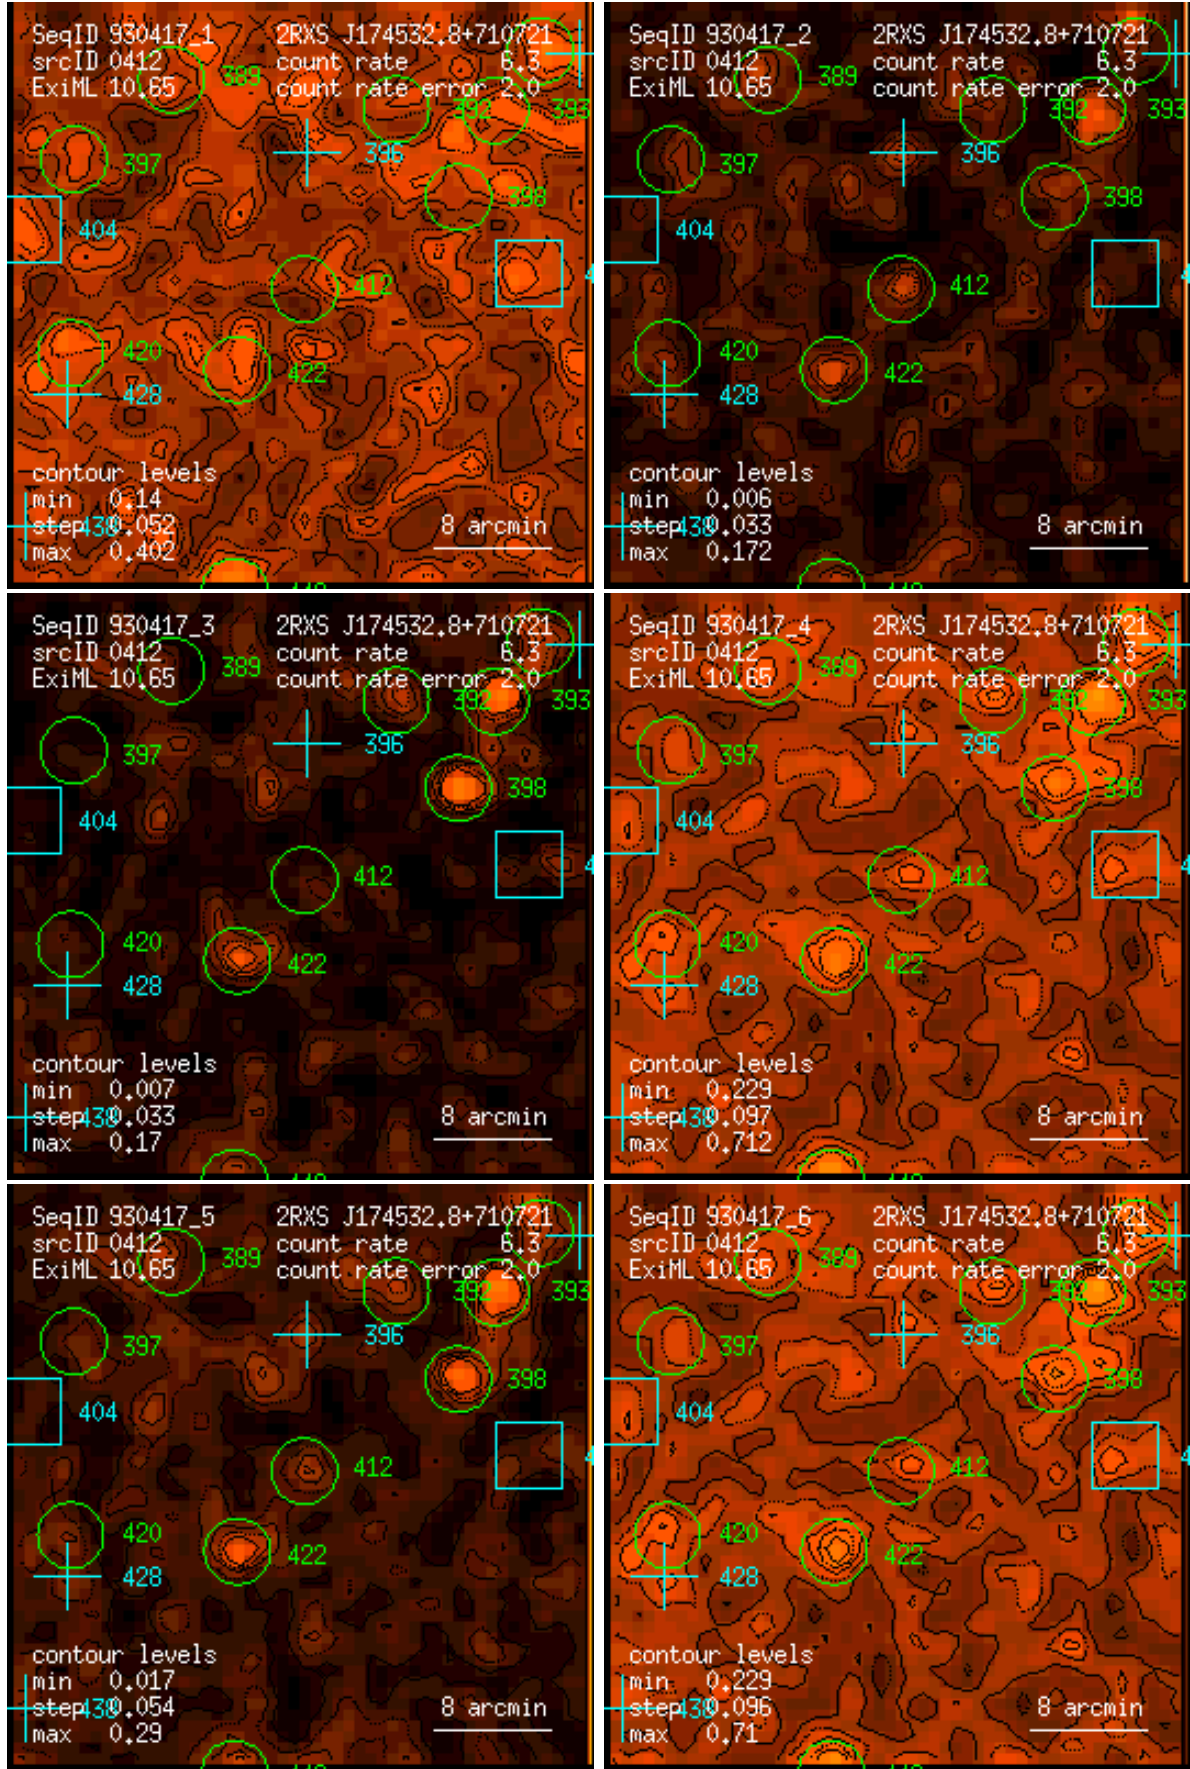 SeqID 930417_1 2RXS J174532.8+710721
srcID 0412 count rate 6.3
ExiML 10.65 count rate error 2.0
389
392
393
397
396
398
404
4
412
420
422
428
contour levels
min 0.14
step 0.052
438
max 0.402
8 arcmin
SeqID 930417_2 2RXS J174532.8+710721
srcID 0412 count rate 6.3
ExiML 10.65 count rate error 2.0
389
392
393
397
396
398
404
412
420
422
428
contour levels
min 0.006
step 0.033
438
max 0.172
8 arcmin
SeqID 930417_3 2RXS J174532.8+710721
srcID 0412 count rate 6.3
ExiML 10.65 count rate error 2.0
389
392
393
397
396
398
404
4
412
420
422
428
contour levels
min 0.007
step 0.033
438
max 0.17
8 arcmin
SeqID 930417_4 2RXS J174532.8+710721
srcID 0412 count rate 6.3
ExiML 10.65 count rate error 2.0
389
392
393
397
396
398
404
412
420
422
428
contour levels
min 0.229
step 0.097
438
max 0.712
8 arcmin
SeqID 930417_5 2RXS J174532.8+710721
srcID 0412 count rate 6.3
ExiML 10.65 count rate error 2.0
389
392
393
397
396
398
404
4
412
420
422
428
contour levels
min 0.017
step 0.054
438
max 0.29
8 arcmin
SeqID 930417_6 2RXS J174532.8+710721
srcID 0412 count rate 6.3
ExiML 10.65 count rate error 2.0
389
392
393
397
396
398
404
412
420
422
428
contour levels
min 0.229
step 0.096
438
max 0.71
8 arcmin